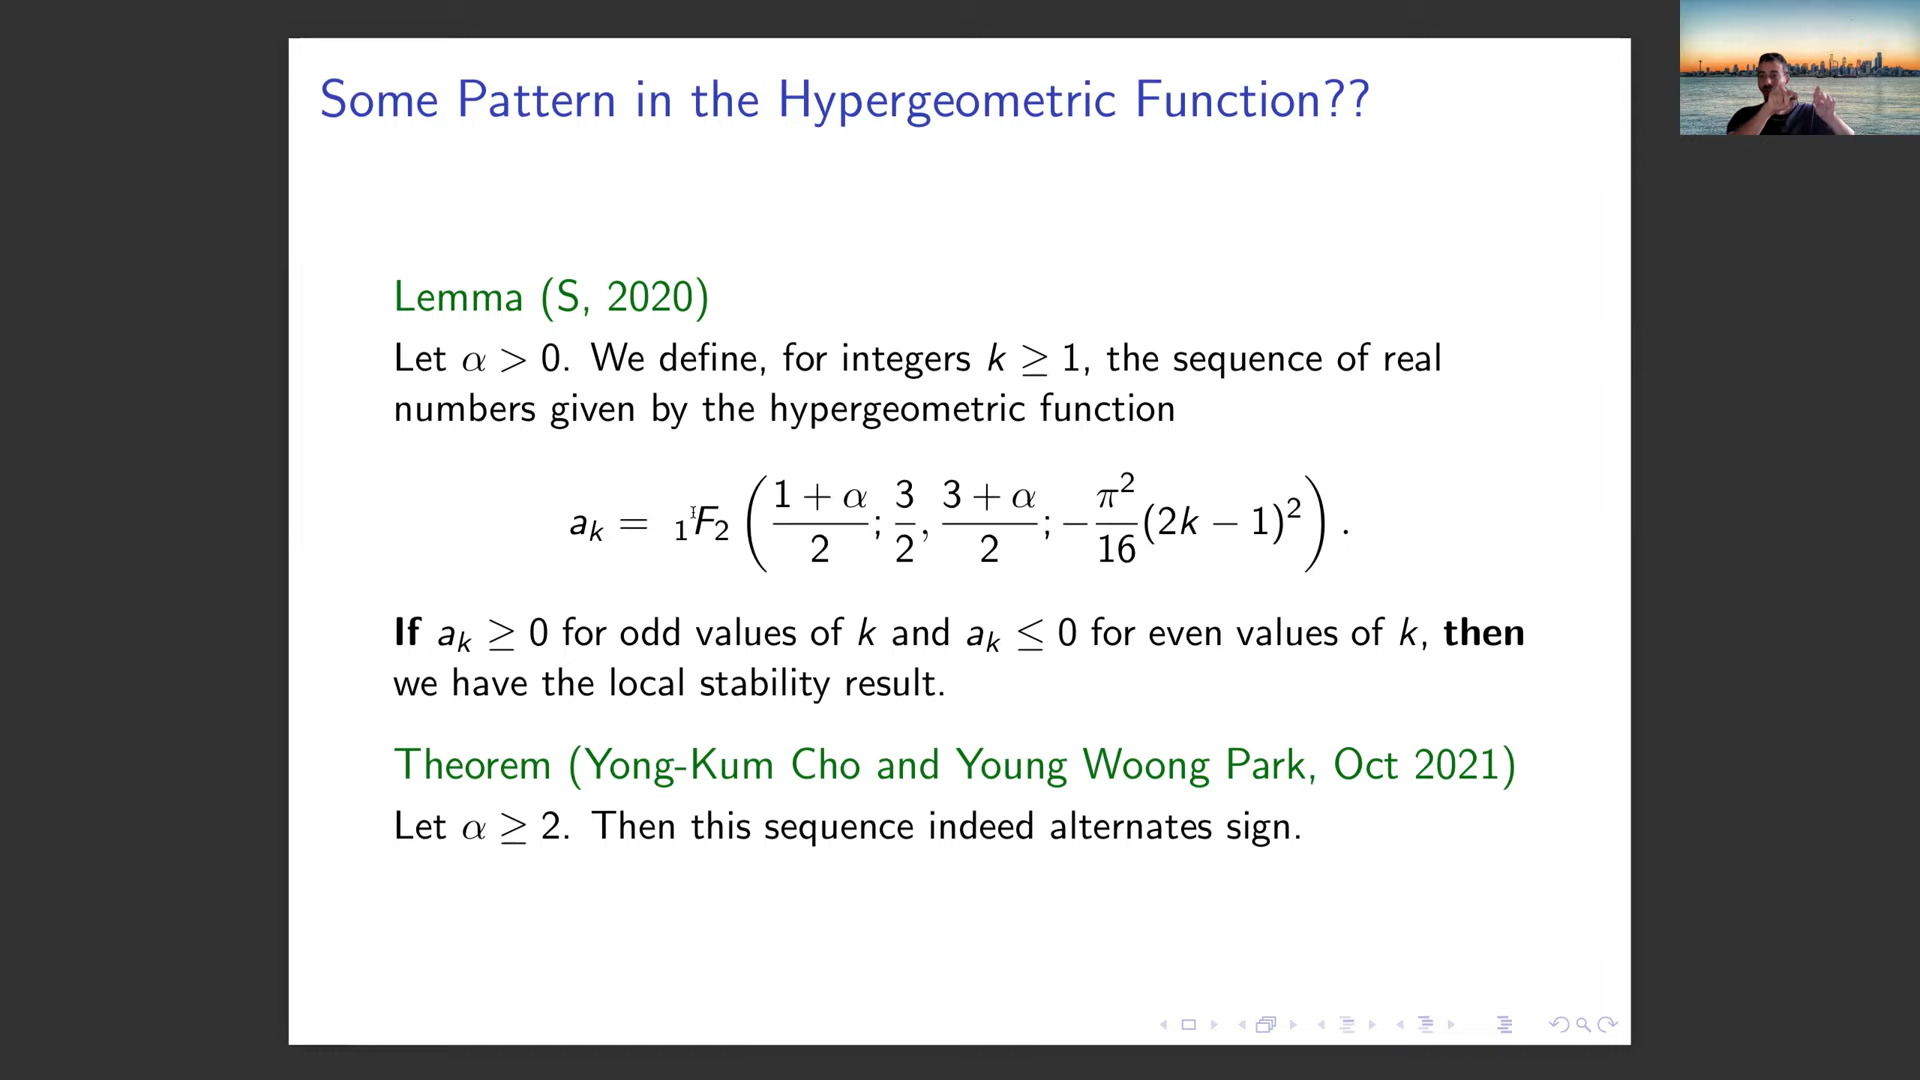 Some Pattern in the Hypergeometric Function??
Lemma (S, 2020)
Let α > 0. We define, for integers k ≥ 1, the sequence of real
numbers given by the hypergeometric function
a_k = ₁F₂ ( (1 + α)/2 ; 3/2 , (3 + α)/2 ; − π²/16 (2k − 1)² ) .
If a_k ≥ 0 for odd values of k and a_k ≤ 0 for even values of k, then
we have the local stability result.
Theorem (Yong-Kum Cho and Young Woong Park, Oct 2021)
Let α ≥ 2. Then this sequence indeed alternates sign.